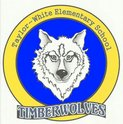 Taylor-White Elementary School
TIMBERWOLVES